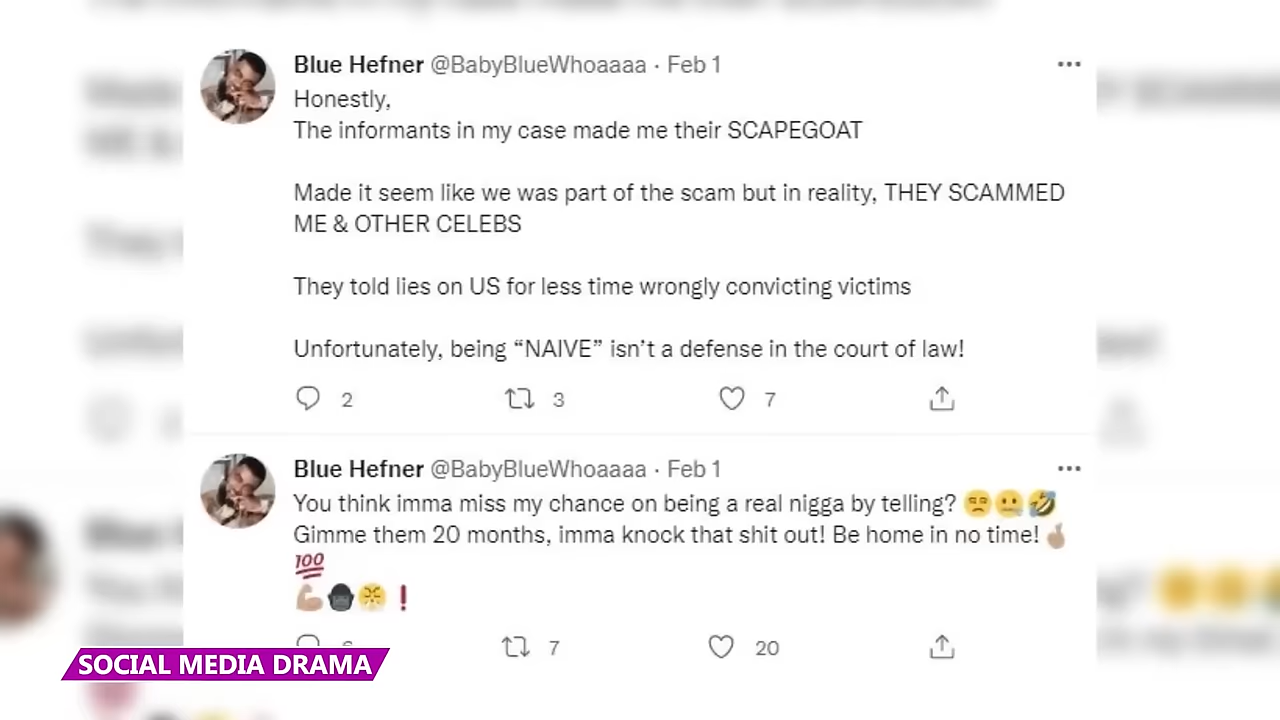 Blue Hefner @BabyBlueWhoaaaa · Feb 1
Honestly,
The informants in my case made me their SCAPEGOAT
Made it seem like we was part of the scam but in reality, THEY SCAMMED
ME & OTHER CELEBS
They told lies on US for less time wrongly convicting victims
Unfortunately, being “NAIVE” isn’t a defense in the court of law!
2 3 7
Blue Hefner @BabyBlueWhoaaaa · Feb 1
You think imma miss my chance on being a real nigga by telling? 😒🤐🤣
Gimme them 20 months, imma knock that shit out! Be home in no time!🤞🏼
💯
💪🏼🦍😤❗
7 20
SOCIAL MEDIA DRAMA